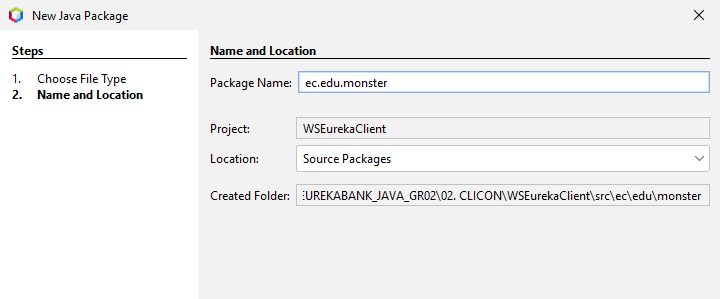 New Java Package
Steps
1. Choose File Type
2. Name and Location
Name and Location
Package Name: ec.edu.monster
Project: WSEurekaClient
Location: Source Packages
Created Folder: EUREKABANK_JAVA_GR02\02. CLICON\WSEurekaClient\src\ec\edu\monster